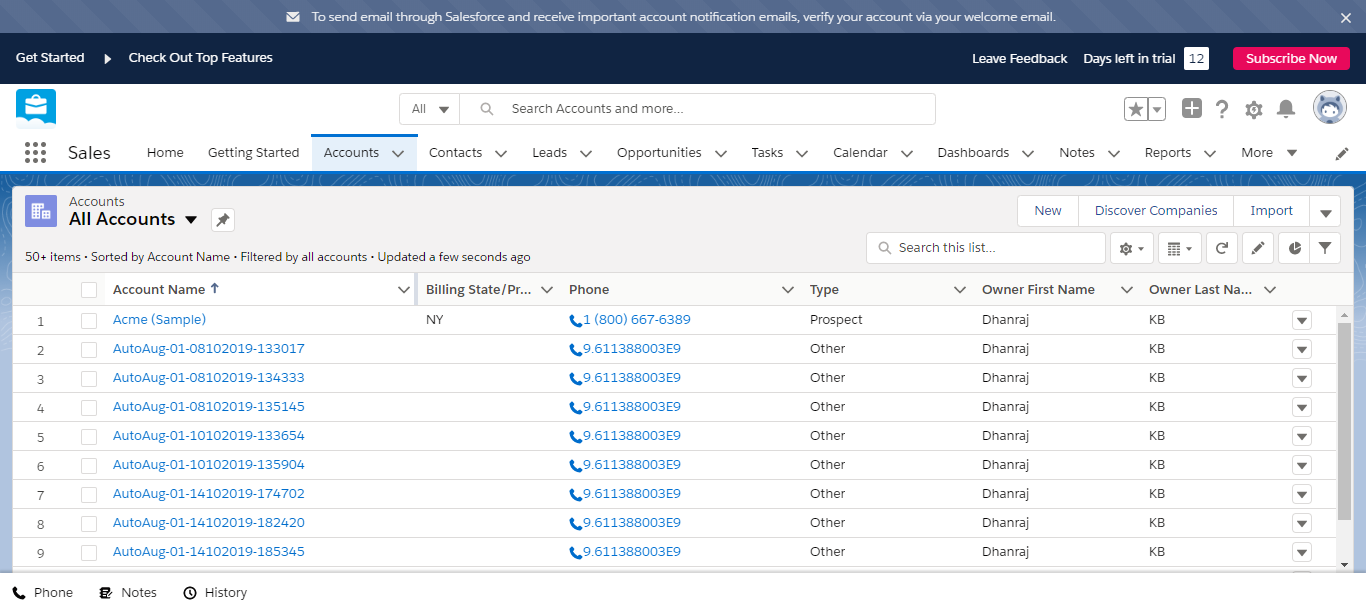 To send email through Salesforce and receive important account notification emails, verify your account via your welcome email.
Get Started Check Out Top Features Leave Feedback Days left in trial 12 Subscribe Now
All Search Accounts and more...
Sales Home Getting Started Accounts Contacts Leads Opportunities Tasks Calendar Dashboards Notes Reports More
Accounts
All Accounts
New Discover Companies Import
50+ items • Sorted by Account Name • Filtered by all accounts • Updated a few seconds ago
Search this list...
Account Name Billing State/Pr... Phone Type Owner First Name Owner Last Na...
1 Acme (Sample) NY 1 (800) 667-6389 Prospect Dhanraj KB
2 AutoAug-01-08102019-133017 9.611388003E9 Other Dhanraj KB
3 AutoAug-01-08102019-134333 9.611388003E9 Other Dhanraj KB
4 AutoAug-01-08102019-135145 9.611388003E9 Other Dhanraj KB
5 AutoAug-01-10102019-133654 9.611388003E9 Other Dhanraj KB
6 AutoAug-01-10102019-135904 9.611388003E9 Other Dhanraj KB
7 AutoAug-01-14102019-174702 9.611388003E9 Other Dhanraj KB
8 AutoAug-01-14102019-182420 9.611388003E9 Other Dhanraj KB
9 AutoAug-01-14102019-185345 9.611388003E9 Other Dhanraj KB
Phone Notes History